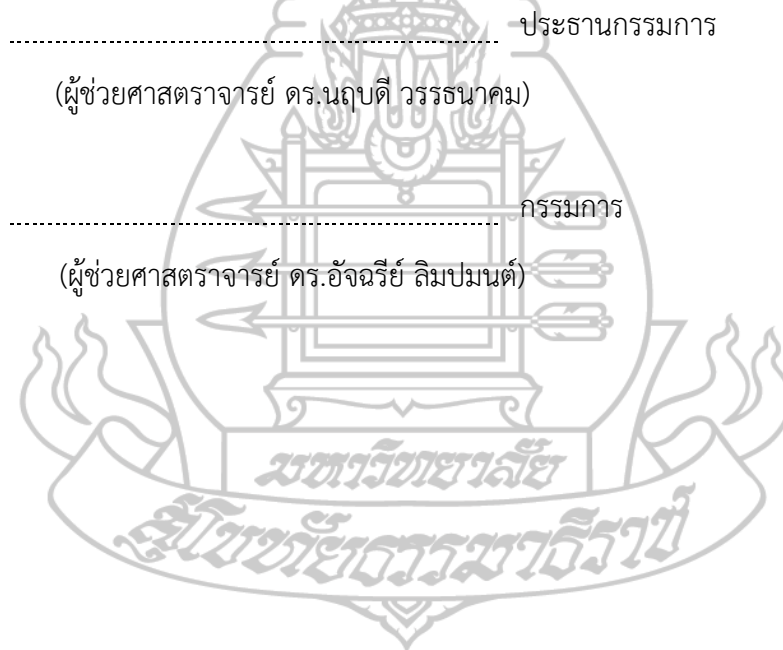 ประธานกรรมการ
(ผู้ช่วยศาสตราจารย์ ดร.นฤบดี วรรธนาคม)
กรรมการ
(ผู้ช่วยศาสตราจารย์ ดร.อัจฉรีย์ ลิมปมนต์)
มหาวิทยาลัย
สุโขทัยธรรมาธิราช